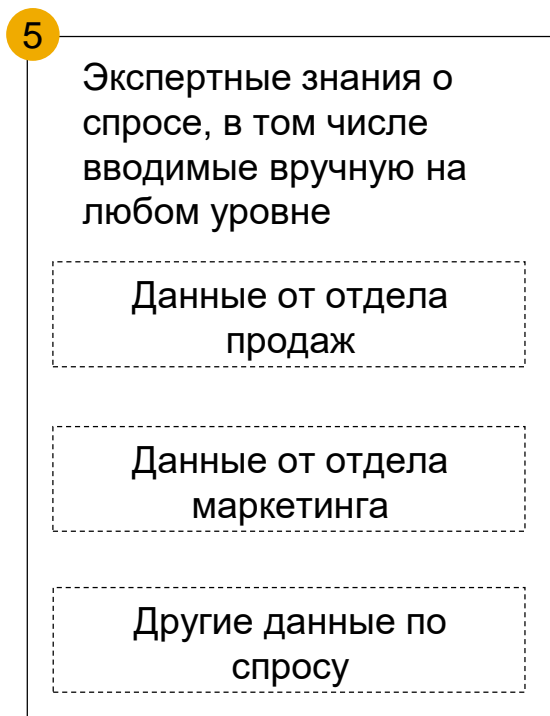 5
Экспертные знания о
спросе, в том числе
вводимые вручную на
любом уровне
Данные от отдела
продаж
Данные от отдела
маркетинга
Другие данные по
спросу